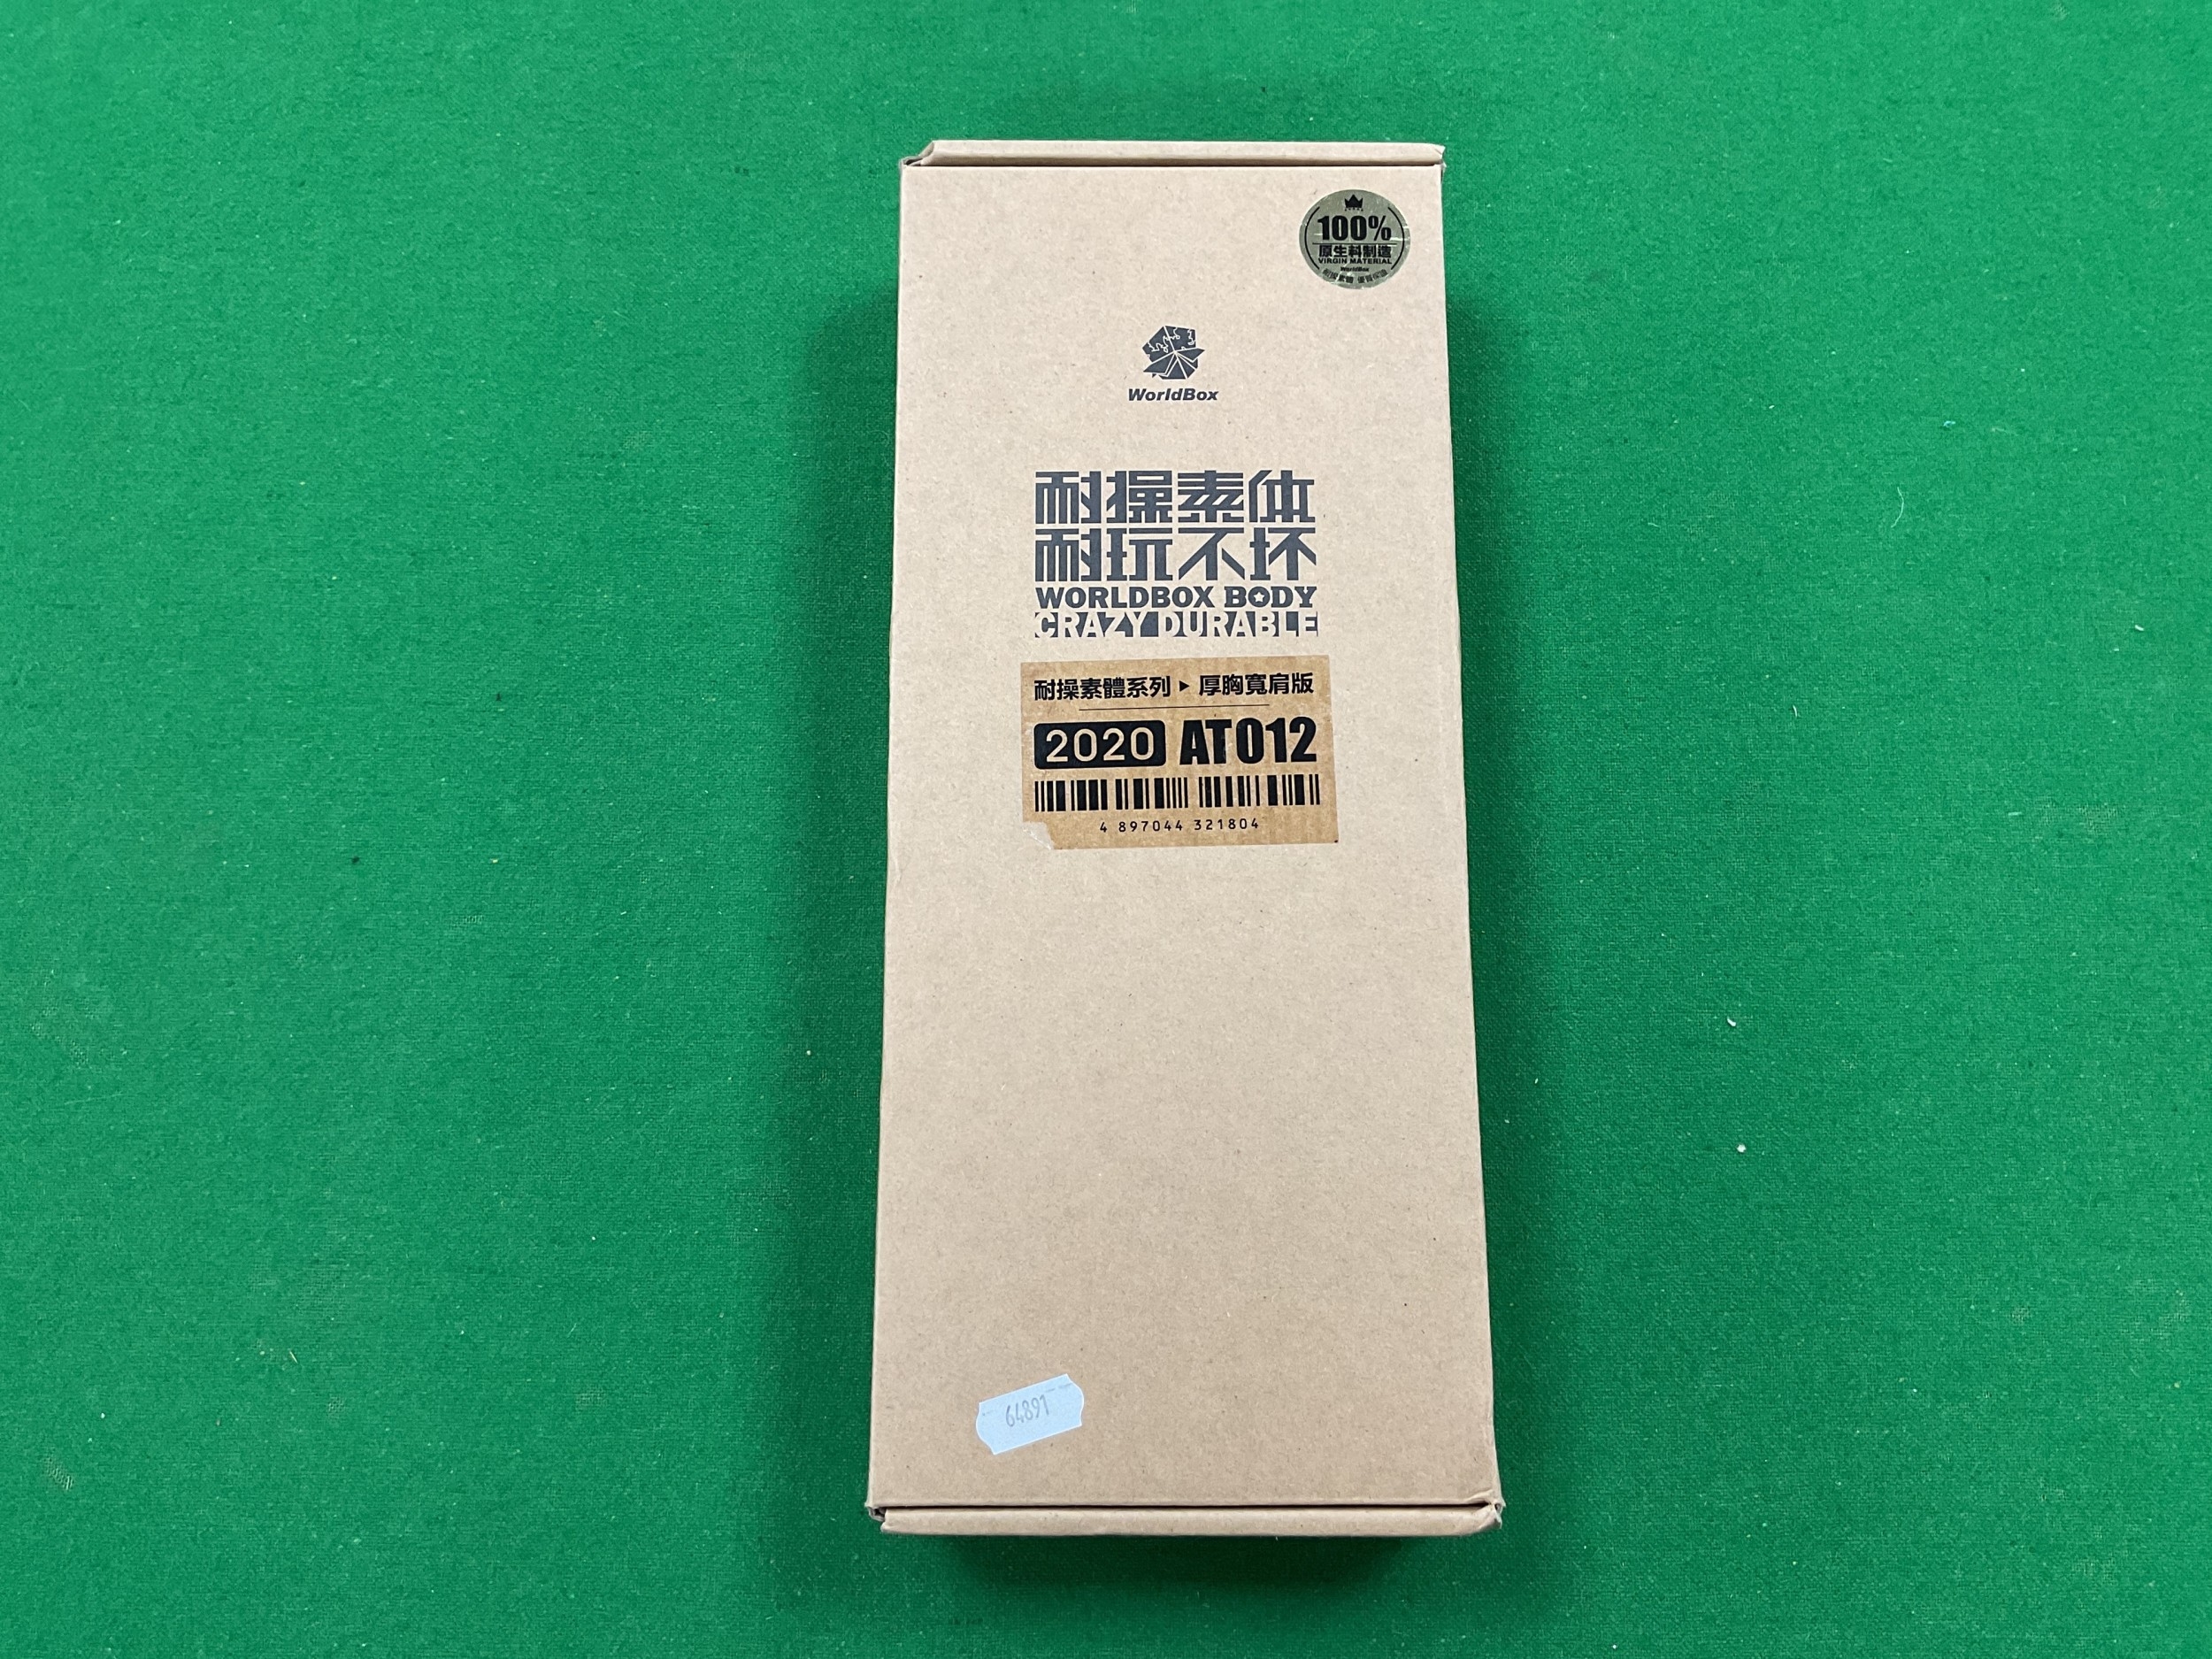 100%
原生料制造
VIRGIN MATERIAL
WorldBox
WorldBox
耐操素体
耐玩不坏
WORLDBOX BODY
CRAZY DURABLE
耐操素體系列 ▶ 厚胸寬肩版
2020 AT012
4 897044 321804
64891